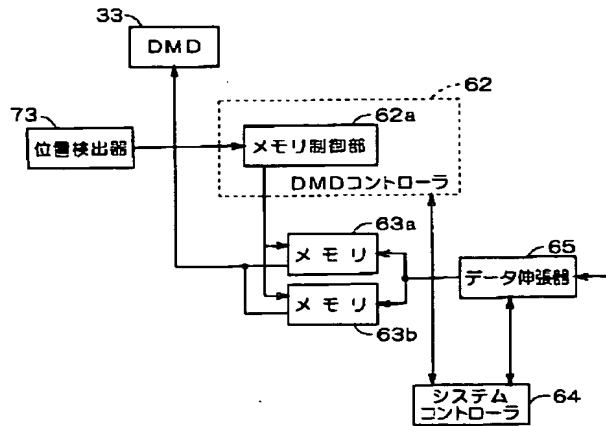 33
DMD
62
73
62a
位置検出器
メモリ制御部
DMDコントローラ
63a
メモリ
65
データ伸張器
メモリ
63b
システム
コントローラ
64